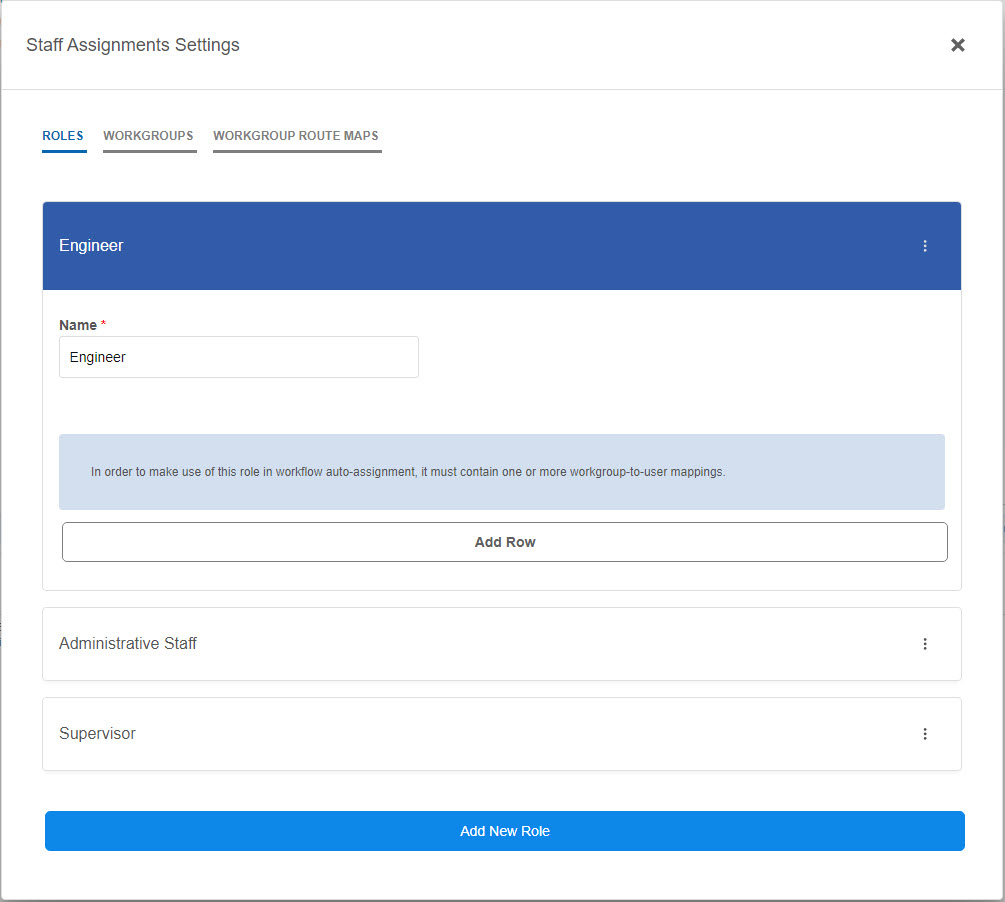 Staff Assignments Settings
ROLES WORKGROUPS WORKGROUP ROUTE MAPS
Engineer
Name *
Engineer
In order to make use of this role in workflow auto-assignment, it must contain one or more workgroup-to-user mappings.
Add Row
Administrative Staff
Supervisor
Add New Role